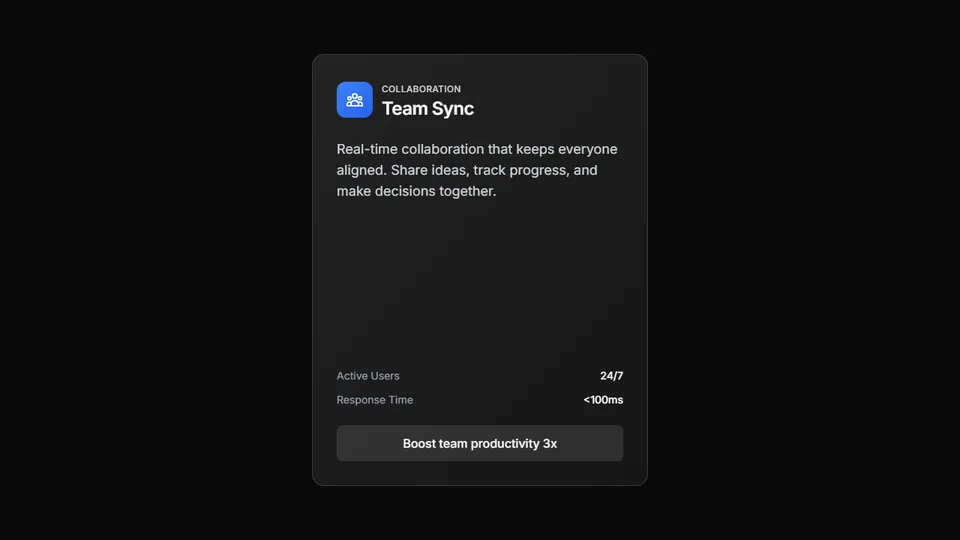 COLLABORATION
Team Sync
Real-time collaboration that keeps everyone
aligned. Share ideas, track progress, and
make decisions together.
Active Users 24/7
Response Time <100ms
Boost team productivity 3x